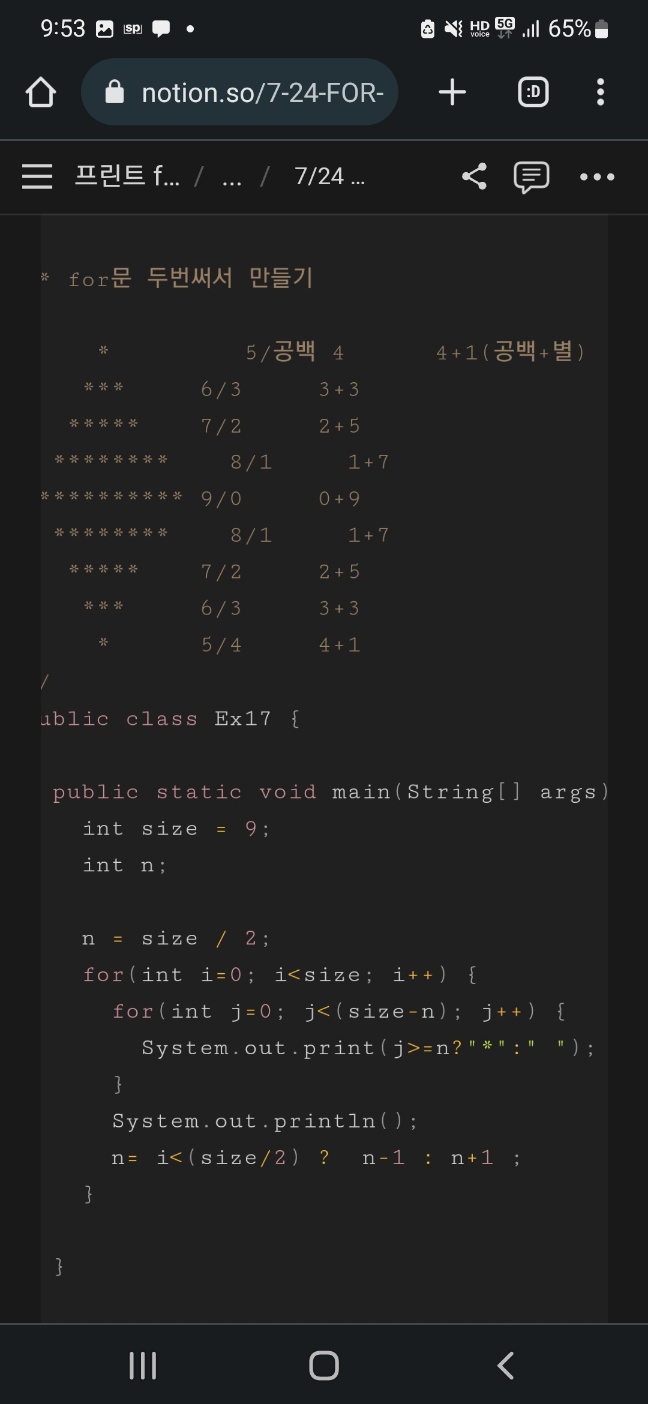 9:53 sp HD voice 5G 65%
notion.so/7-24-FOR- :D
프린트 f... / ... / 7/24 ...
* for문 두번써서 만들기
* 5/공백 4 4+1(공백+별)
*** 6/3 3+3
***** 7/2 2+5
******** 8/1 1+7
********** 9/0 0+9
******** 8/1 1+7
***** 7/2 2+5
*** 6/3 3+3
* 5/4 4+1
/
ublic class Ex17 {
public static void main(String[] args)
int size = 9;
int n;
n = size / 2;
for(int i=0; i<size; i++) {
for(int j=0; j<(size-n); j++) {
System.out.print(j>=n?"*":" ");
}
System.out.println();
n= i<(size/2) ? n-1 : n+1 ;
}
}